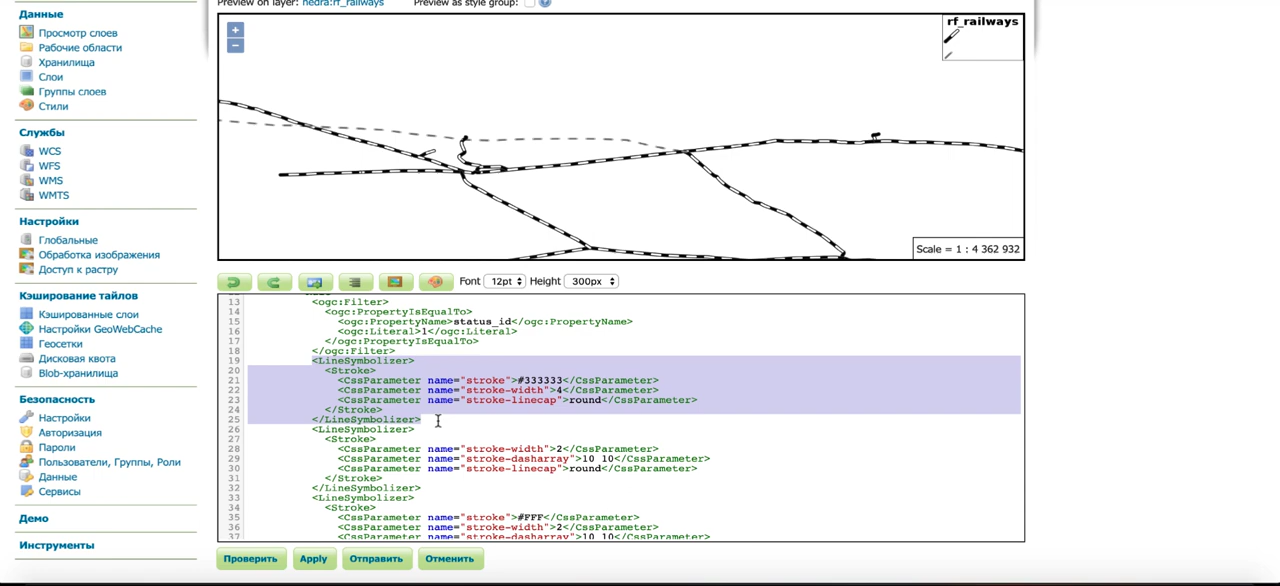 Данные
Просмотр слоев
Рабочие области
Хранилища
Слои
Группы слоев
Стили
Службы
WCS
WFS
WMS
WMTS
Настройки
Глобальные
Обработка изображения
Доступ к растру
Кэширование тайлов
Кэшированные слои
Настройки GeoWebCache
Геосетки
Дисковая квота
Blob-хранилища
Безопасность
Настройки
Авторизация
Пароли
Пользователи, Группы, Роли
Данные
Сервисы
Демо
Инструменты
Preview on layer: nedra:rf_railways Preview as style group:
+
−
rf_railways
Scale = 1 : 4 362 932
Font 12pt Height 300px
13 <ogc:Filter>
14 <ogc:PropertyIsEqualTo>
15 <ogc:PropertyName>status_id</ogc:PropertyName>
16 <ogc:Literal>1</ogc:Literal>
17 </ogc:PropertyIsEqualTo>
18 </ogc:Filter>
19 <LineSymbolizer>
20 <Stroke>
21 <CssParameter name="stroke">#333333</CssParameter>
22 <CssParameter name="stroke-width">4</CssParameter>
23 <CssParameter name="stroke-linecap">round</CssParameter>
24 </Stroke>
25 </LineSymbolizer>
26 <LineSymbolizer>
27 <Stroke>
28 <CssParameter name="stroke-width">2</CssParameter>
29 <CssParameter name="stroke-dasharray">10 10</CssParameter>
30 <CssParameter name="stroke-linecap">round</CssParameter>
31 </Stroke>
32 </LineSymbolizer>
33 <LineSymbolizer>
34 <Stroke>
35 <CssParameter name="stroke">#FFF</CssParameter>
36 <CssParameter name="stroke-width">2</CssParameter>
37 <CssParameter name="stroke-dasharray">10 10</CssParameter>
Проверить Apply Отправить Отменить